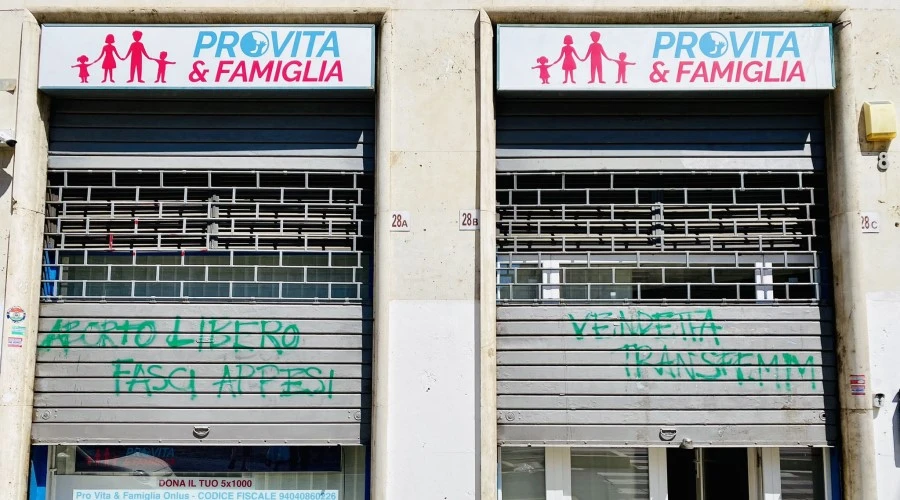 PROVITA
& FAMIGLIA
PROVITA
& FAMIGLIA
8
28A
28B
28C
ABORTO LIBERO
FASCI APPESI
VENDETTA
TRANSFEMM
DONA IL TUO 5x1000
Pro Vita & Famiglia Onlus - CODICE FISCALE 94040860226